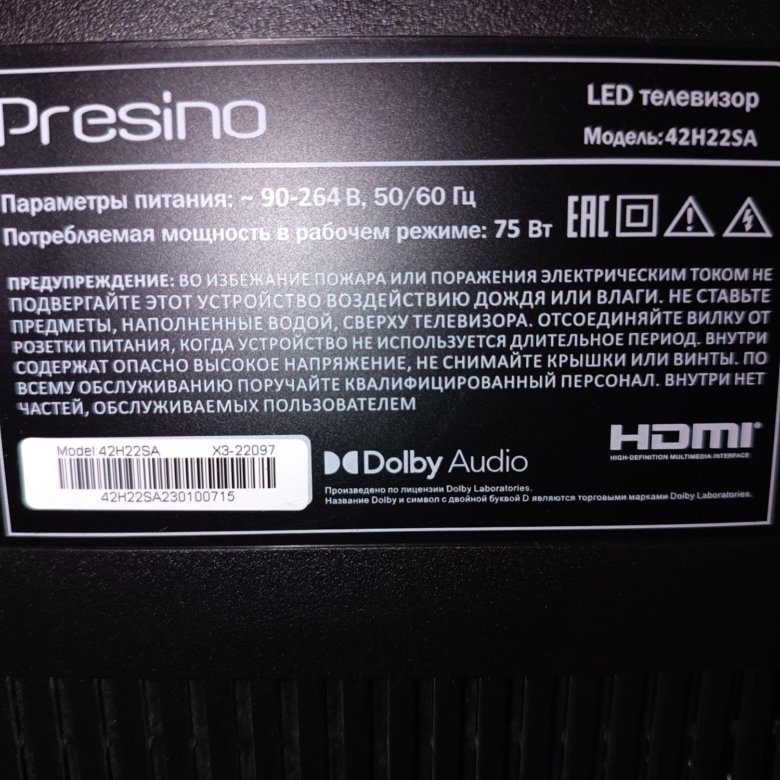 Presino
LED телевизор
Модель:42H22SA
Параметры питания: ~ 90-264 В, 50/60 Гц
Потребляемая мощность в рабочем режиме: 75 Вт
EAC
ПРЕДУПРЕЖДЕНИЕ: ВО ИЗБЕЖАНИЕ ПОЖАРА ИЛИ ПОРАЖЕНИЯ ЭЛЕКТРИЧЕСКИМ ТОКОМ НЕ
ПОДВЕРГАЙТЕ ЭТОТ УСТРОЙСТВО ВОЗДЕЙСТВИЮ ДОЖДЯ ИЛИ ВЛАГИ. НЕ СТАВЬТЕ
ПРЕДМЕТЫ, НАПОЛНЕННЫЕ ВОДОЙ, СВЕРХУ ТЕЛЕВИЗОРА. ОТСОЕДИНЯЙТЕ ВИЛКУ ОТ
РОЗЕТКИ ПИТАНИЯ, КОГДА УСТРОЙСТВО НЕ ИСПОЛЬЗУЕТСЯ ДЛИТЕЛЬНОЕ ПЕРИОД. ВНУТРИ
СОДЕРЖАТ ОПАСНО ВЫСОКОЕ НАПРЯЖЕНИЕ, НЕ СНИМАЙТЕ КРЫШКИ ИЛИ ВИНТЫ. ПО
ВСЕМУ ОБСЛУЖИВАНИЮ ПОРУЧАЙТЕ КВАЛИФИЦИРОВАННЫЙ ПЕРСОНАЛ. ВНУТРИ НЕТ
ЧАСТЕЙ, ОБСЛУЖИВАЕМЫХ ПОЛЬЗОВАТЕЛЕМ
Model:42H22SA X3-22097
42H22SA230100715
Dolby Audio
Произведено по лицензии Dolby Laboratories.
Название Dolby и символ с двойной буквой D являются торговыми марками Dolby Laboratories.
HDMI
HIGH-DEFINITION MULTIMEDIA INTERFACE